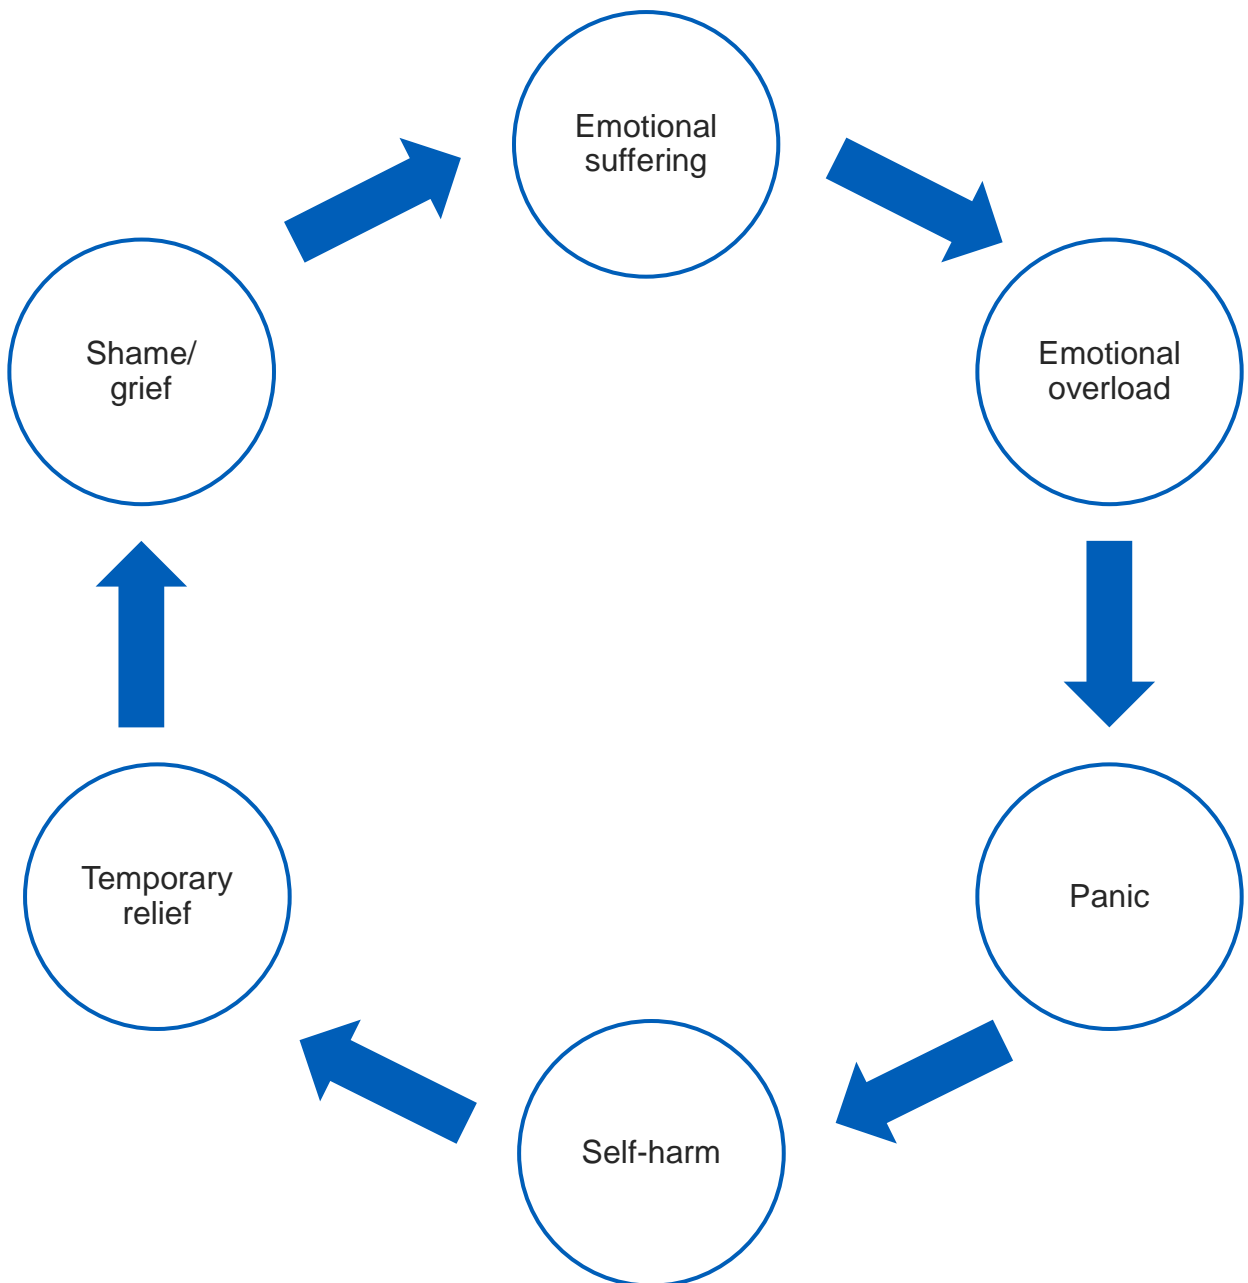 Emotional
suffering
Emotional
overload
Panic
Self-harm
Temporary
relief
Shame/
grief